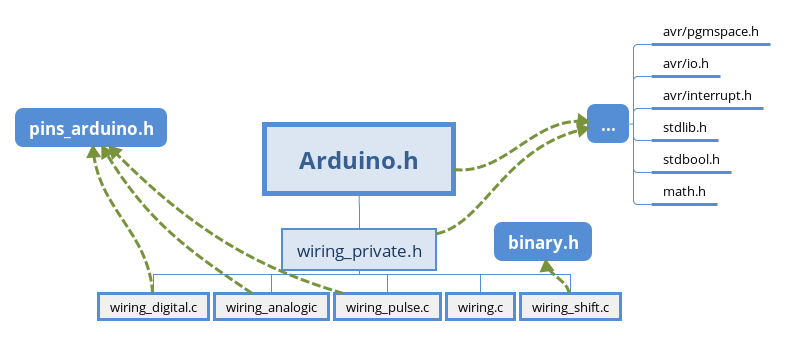 avr/pgmspace.h
avr/io.h
avr/interrupt.h
stdlib.h
stdbool.h
math.h
...
pins_arduino.h
Arduino.h
wiring_private.h
binary.h
wiring_digital.c
wiring_analogic
wiring_pulse.c
wiring.c
wiring_shift.c